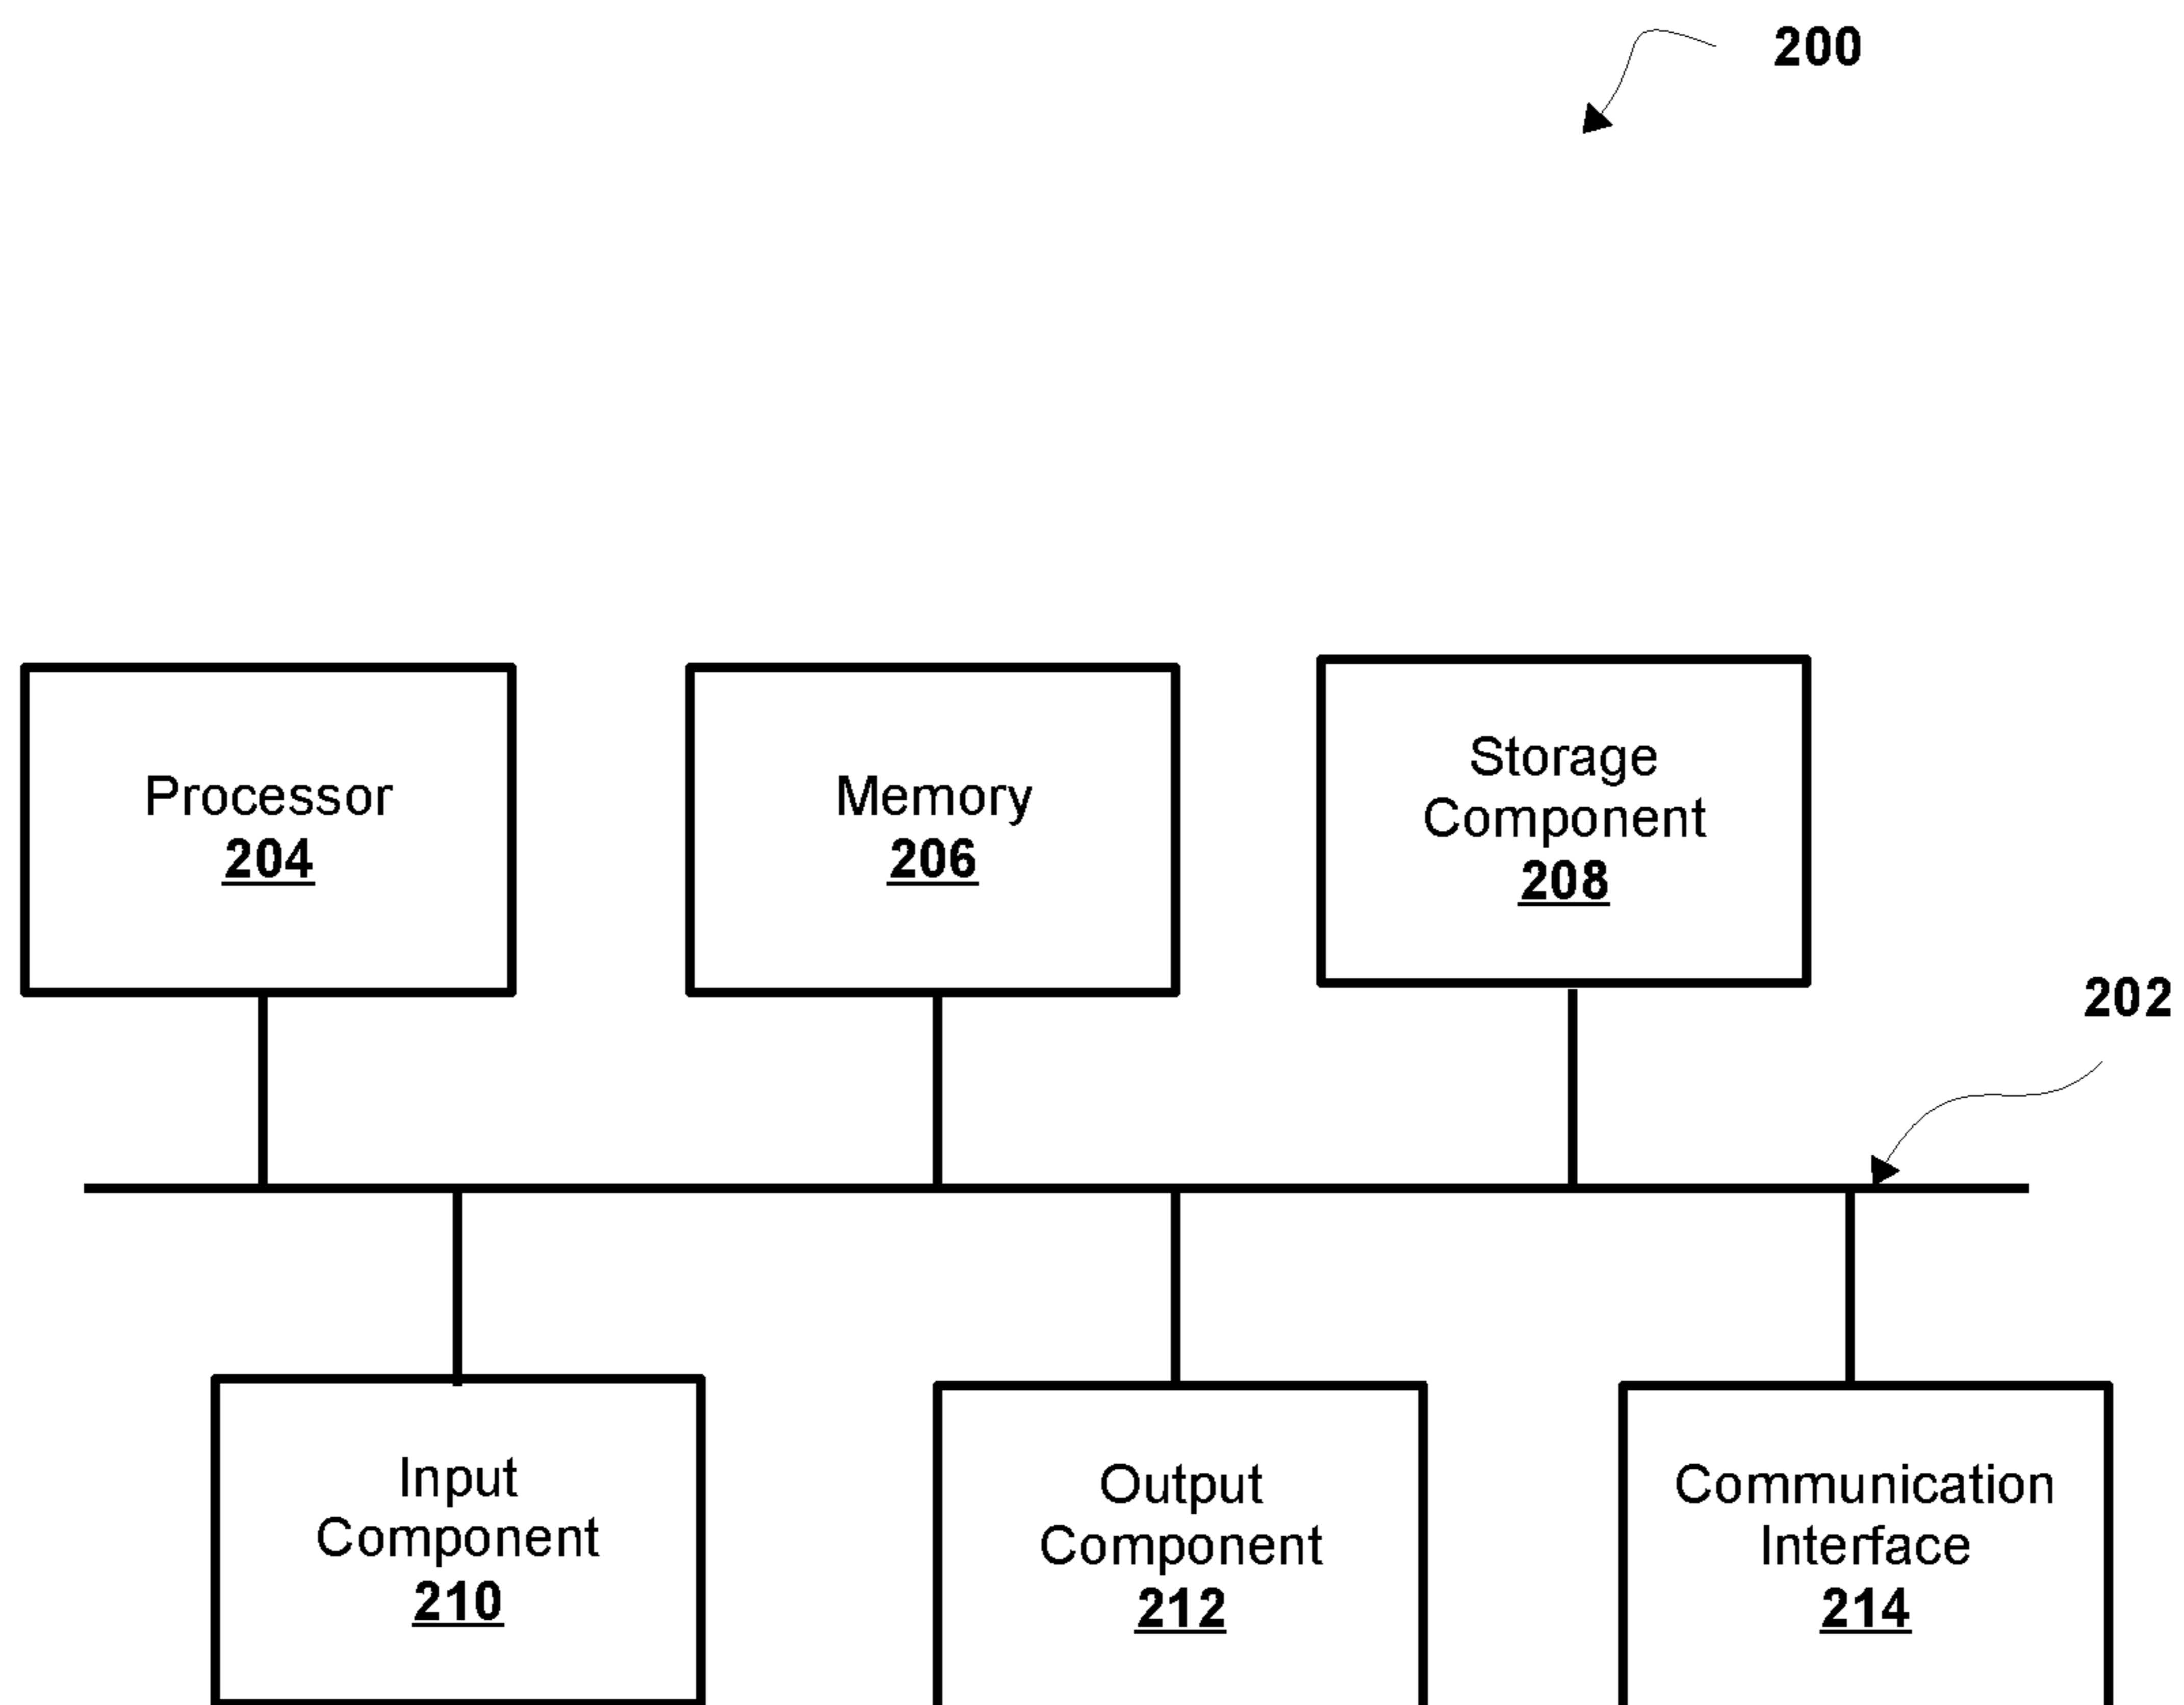 200
Processor
204
Memory
206
Storage
Component
208
202
Input
Component
210
Output
Component
212
Communication
Interface
214